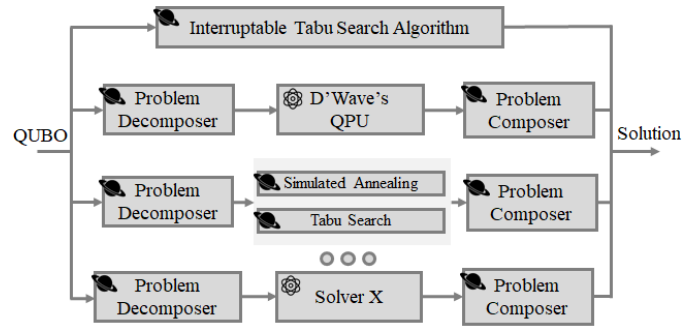 Interruptable Tabu Search Algorithm
QUBO
Problem
Decomposer
D'Wave's
QPU
Problem
Composer
Solution
Problem
Decomposer
Simulated Annealing
Tabu Search
Problem
Composer
Problem
Decomposer
Solver X
Problem
Composer